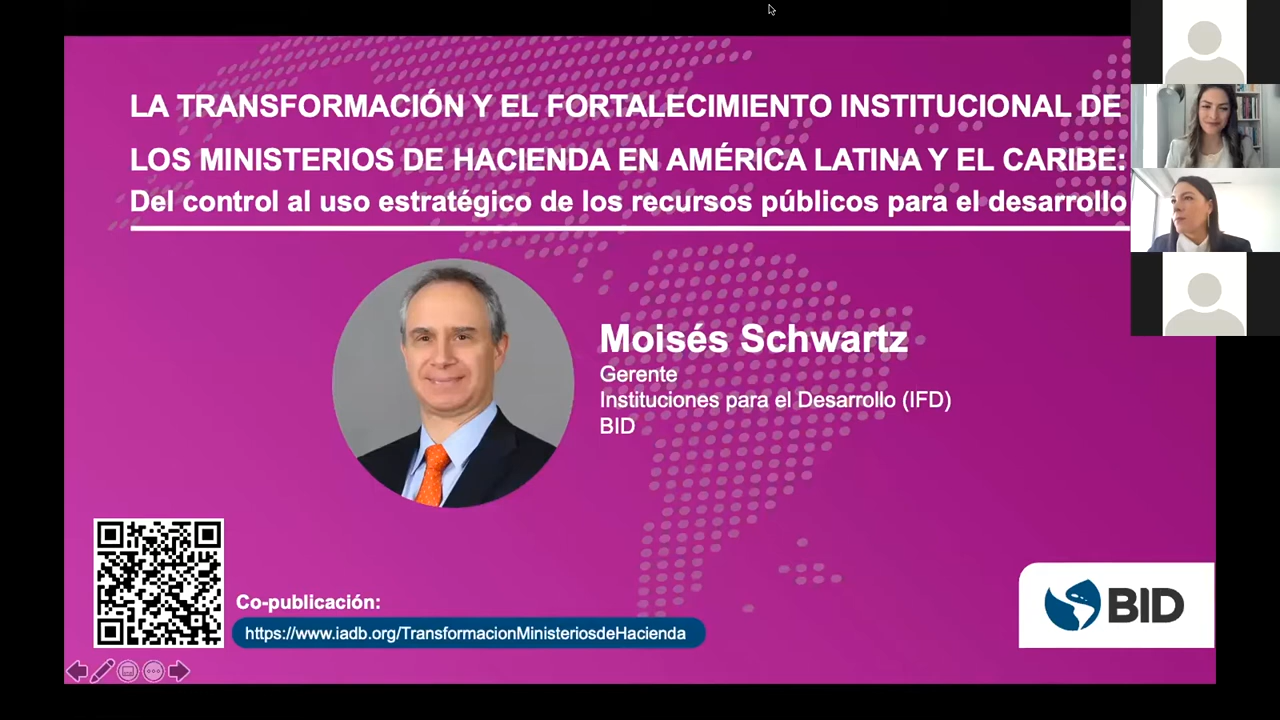 LA TRANSFORMACIÓN Y EL FORTALECIMIENTO INSTITUCIONAL DE
LOS MINISTERIOS DE HACIENDA EN AMÉRICA LATINA Y EL CARIBE:
Del control al uso estratégico de los recursos públicos para el desarrollo
Moisés Schwartz
Gerente
Instituciones para el Desarrollo (IFD)
BID
Co-publicación:
https://www.iadb.org/TransformacionMinisteriosdeHacienda
BID